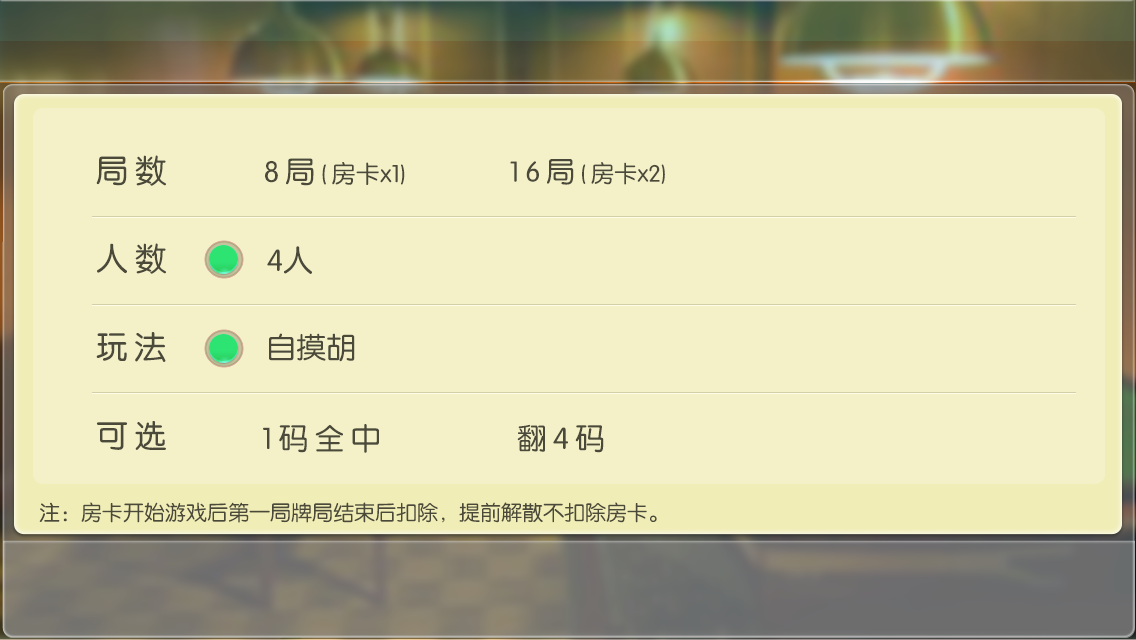 局数 8局(房卡x1) 16局(房卡x2)
人数 4人
玩法 自摸胡
可选 1码全中 翻4码
注：房卡开始游戏后第一局牌局结束后扣除，提前解散不扣除房卡。